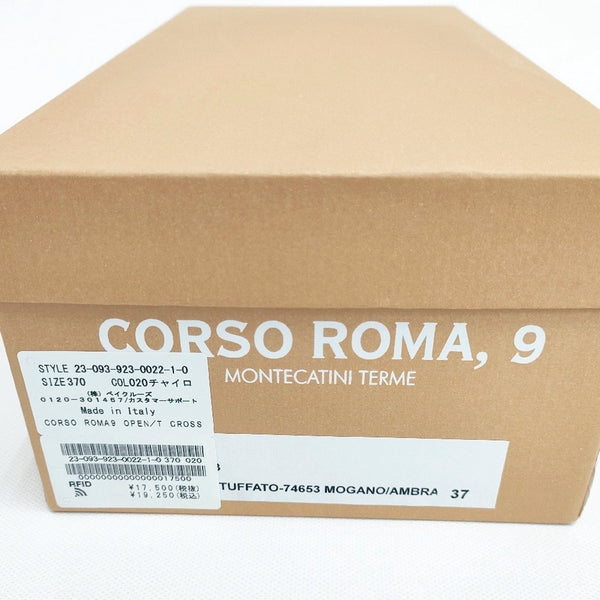 CORSO ROMA, 9
MONTECATINI TERME
STYLE 23-093-923-0022-1-0
SIZE370 COL020チャイロ
(株) ベイクルーズ
0120-301457/カスタマーサポート
Made in Italy
CORSO ROMA9 OPEN/T CROSS
23-093-923-0022-1-0 370 020
00000000000000017500
RFID
¥17,500(税抜)
¥19,250(税込)
TUFFATO-74653 MOGANO/AMBRA 37